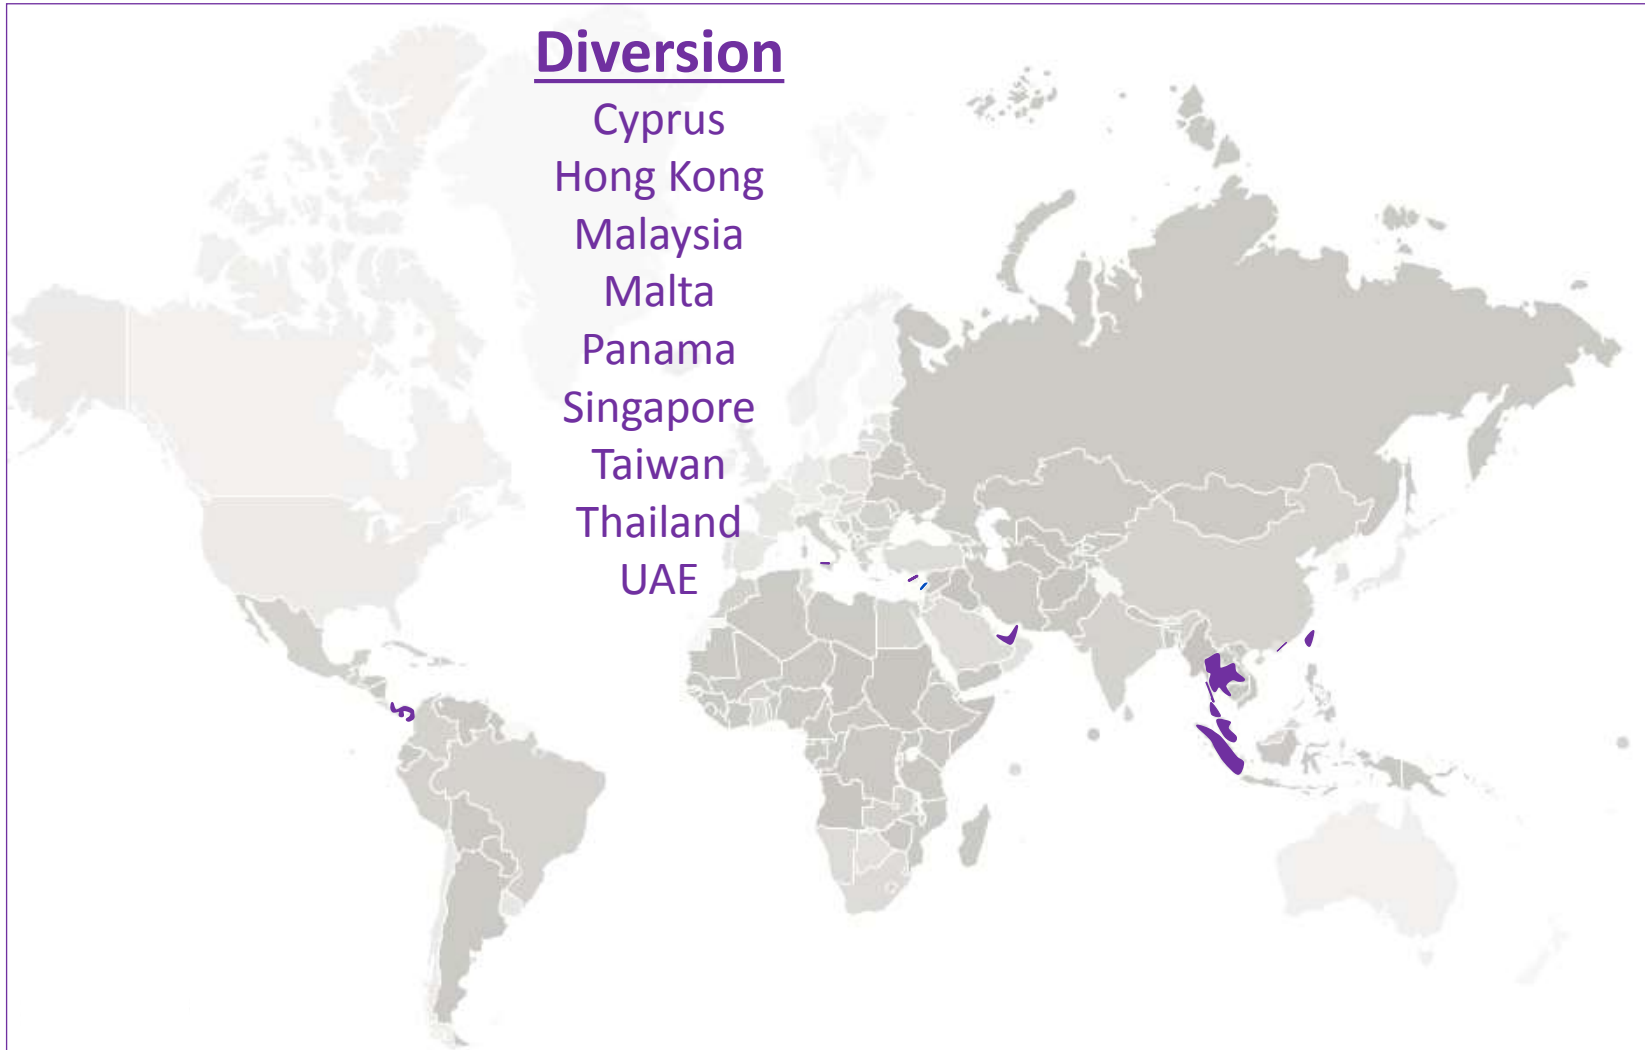 Diversion
Cyprus
Hong Kong
Malaysia
Malta
Panama
Singapore
Taiwan
Thailand
UAE